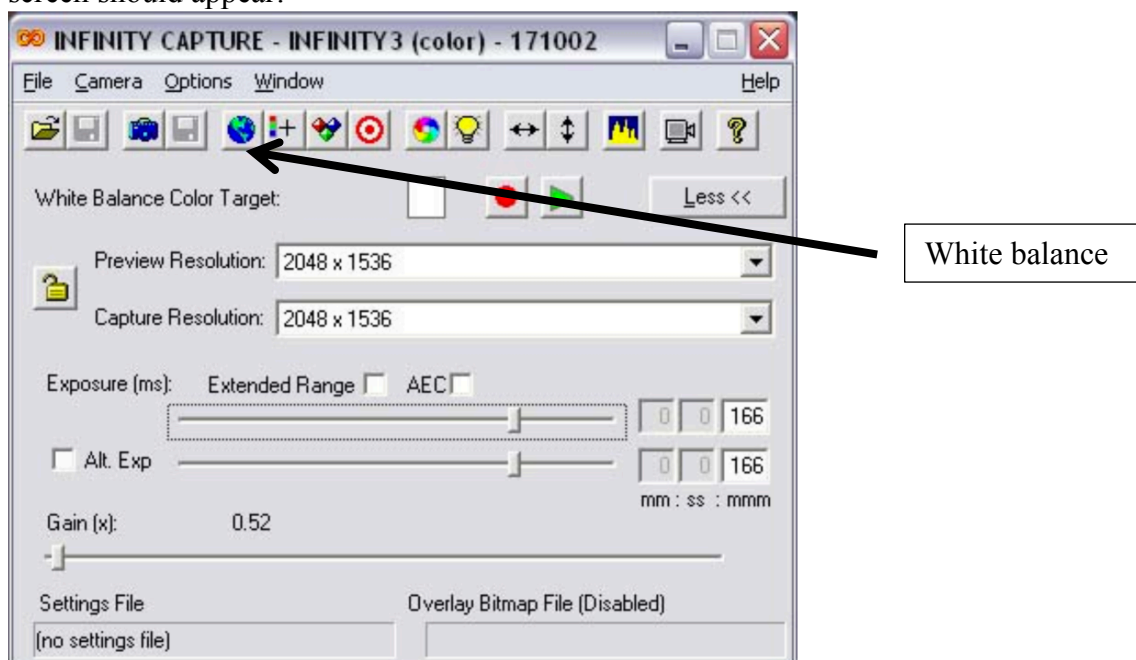 screen should appear.
INFINITY CAPTURE - INFINITY3 (color) - 171002
File Camera Options Window Help
White Balance Color Target: Less <<
White balance
Preview Resolution: 2048 x 1536
Capture Resolution: 2048 x 1536
Exposure (ms): Extended Range AEC
0 0 166
Alt. Exp 0 0 166
mm : ss : mmm
Gain (x): 0.52
Settings File Overlay Bitmap File (Disabled)
(no settings file)